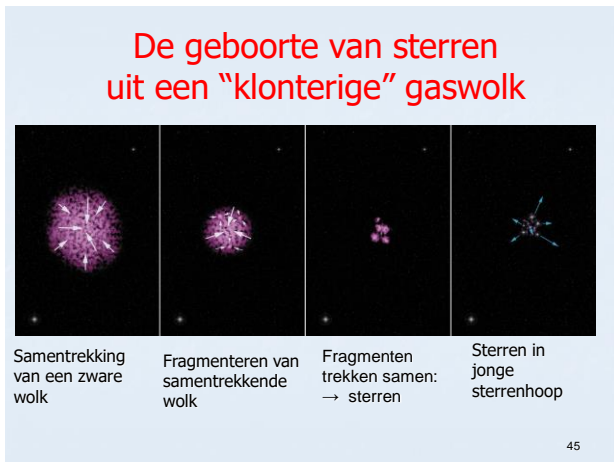 De geboorte van sterren
uit een “klonterige” gaswolk
Samentrekking
van een zware
wolk
Fragmenteren van
samentrekkende
wolk
Fragmenten
trekken samen:
→ sterren
Sterren in
jonge
sterrenhoop
45